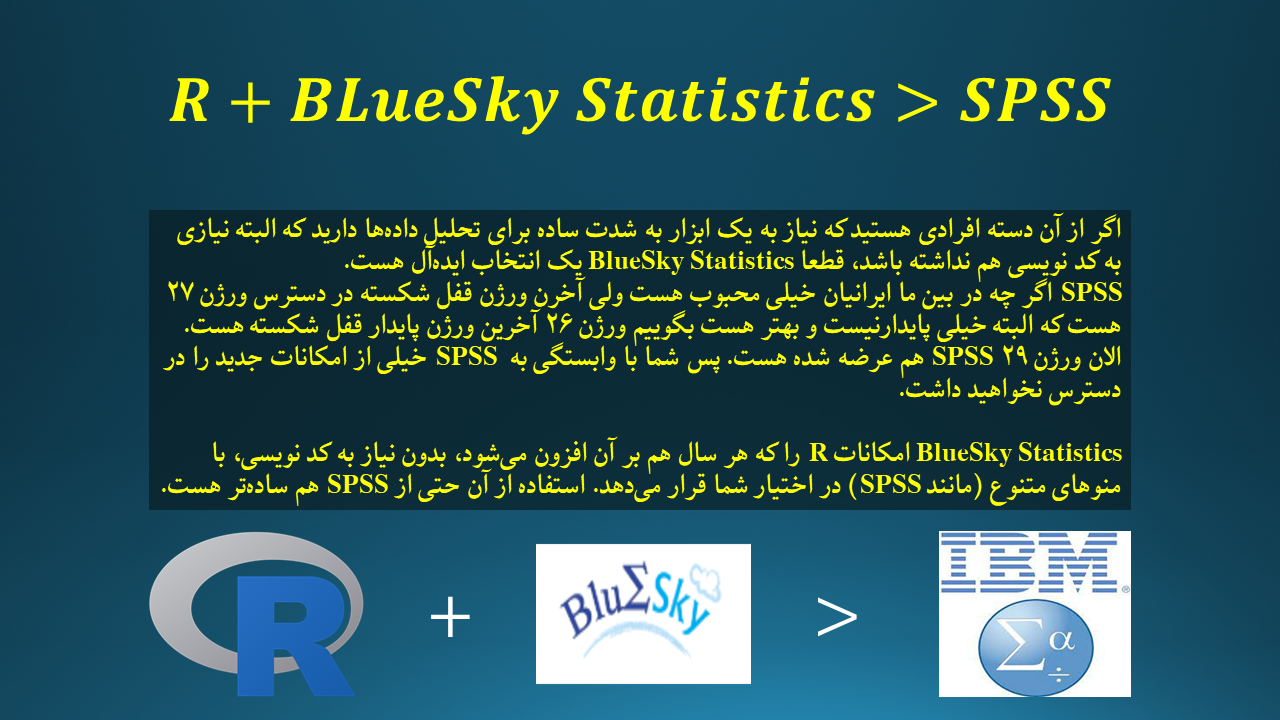 R + BLueSky Statistics > SPSS
اگر از آن دسته افرادی هستید که نیاز به یک ابزار به شدت ساده برای تحلیل داده‌ها دارید که البته نیازی
به کد نویسی هم نداشته باشد، قطعا BlueSky Statistics یک انتخاب ایده‌آل هست.
SPSS اگر چه در بین ما ایرانیان خیلی محبوب هست ولی آخرن ورژن قفل شکسته در دسترس ورژن ۲۷
هست که البته خیلی پایدارنیست و بهتر هست بگوییم ورژن ۲۶ آخرین ورژن پایدار قفل شکسته هست.
الان ورژن ۲۹ SPSS هم عرضه شده هست. پس شما با وابستگی به SPSS خیلی از امکانات جدید را در
دسترس نخواهید داشت.
BlueSky Statistics امکانات R را که هر سال هم بر آن افزون می‌شود، بدون نیاز به کد نویسی، با
منوهای متنوع (مانند SPSS) در اختیار شما قرار می‌دهد. استفاده از آن حتی از SPSS هم ساده‌تر هست.
R + BluΣSky > IBM ®
Σ α ÷